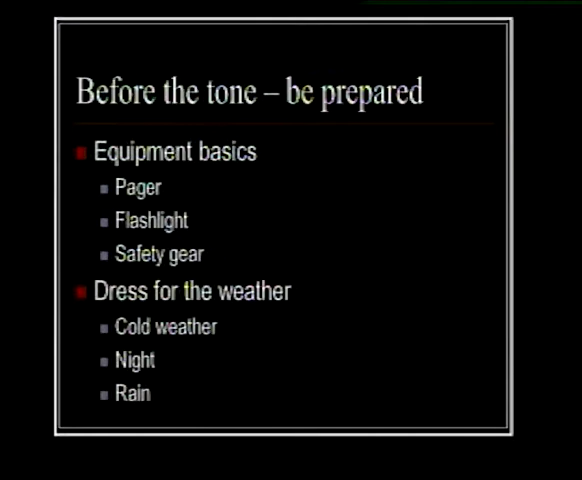 Before the tone – be prepared
Equipment basics
Pager
Flashlight
Safety gear
Dress for the weather
Cold weather
Night
Rain